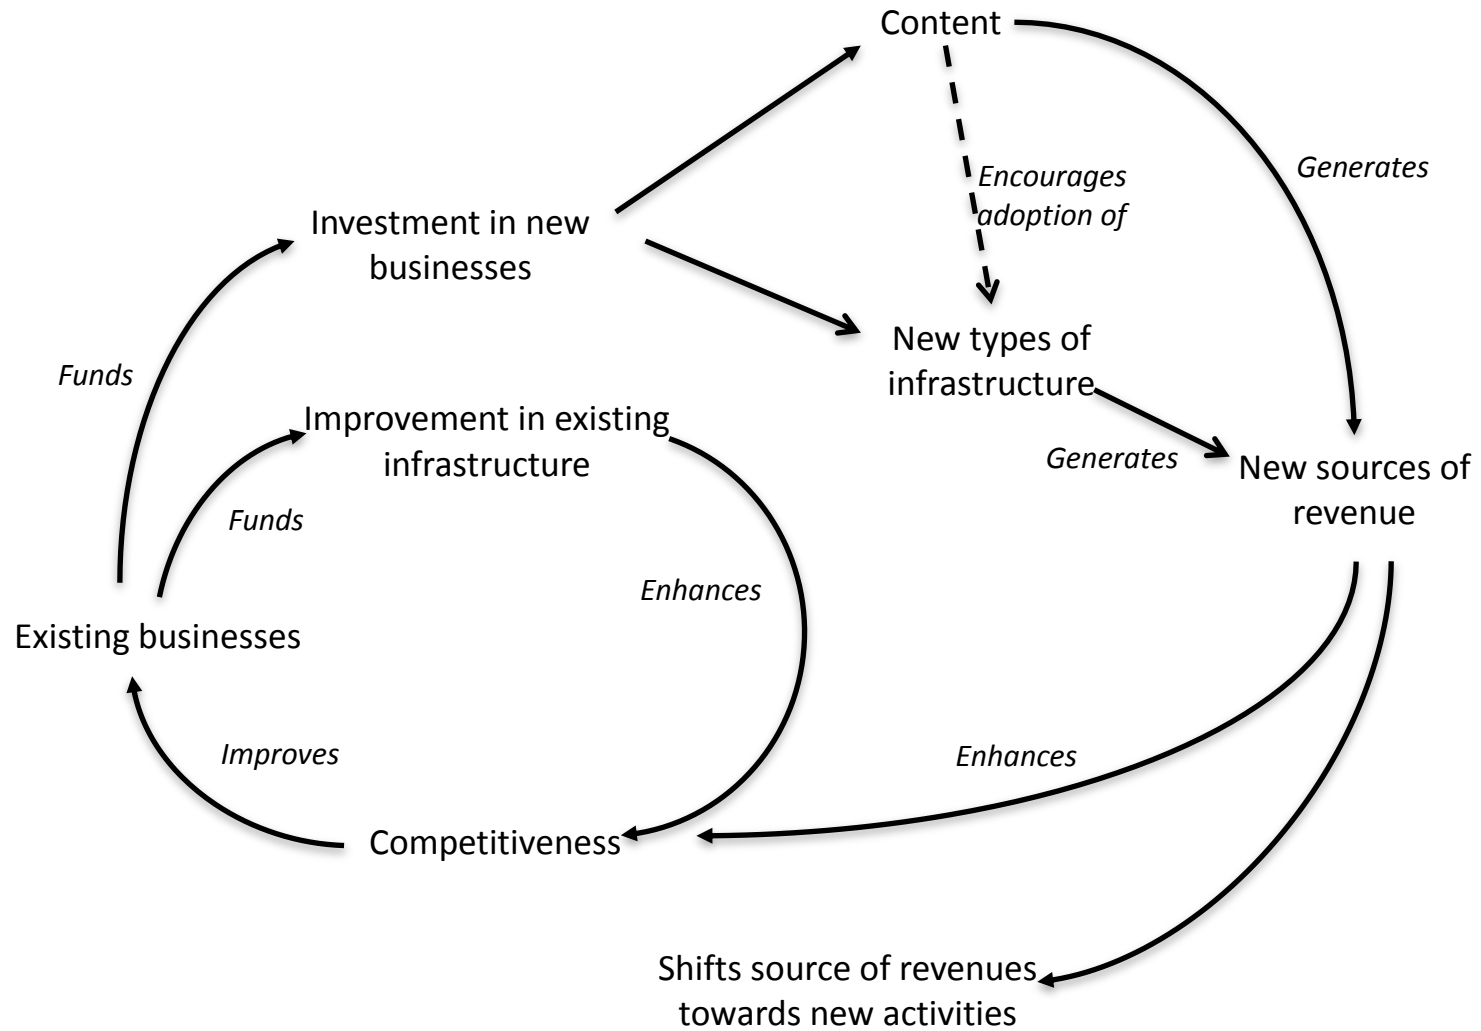 Content
Generates
Encourages
adoption of
Investment in new
businesses
New types of
infrastructure
Funds
Improvement in existing
infrastructure
Generates
New sources of
revenue
Funds
Enhances
Existing businesses
Improves
Enhances
Competitiveness
Shifts source of revenues
towards new activities